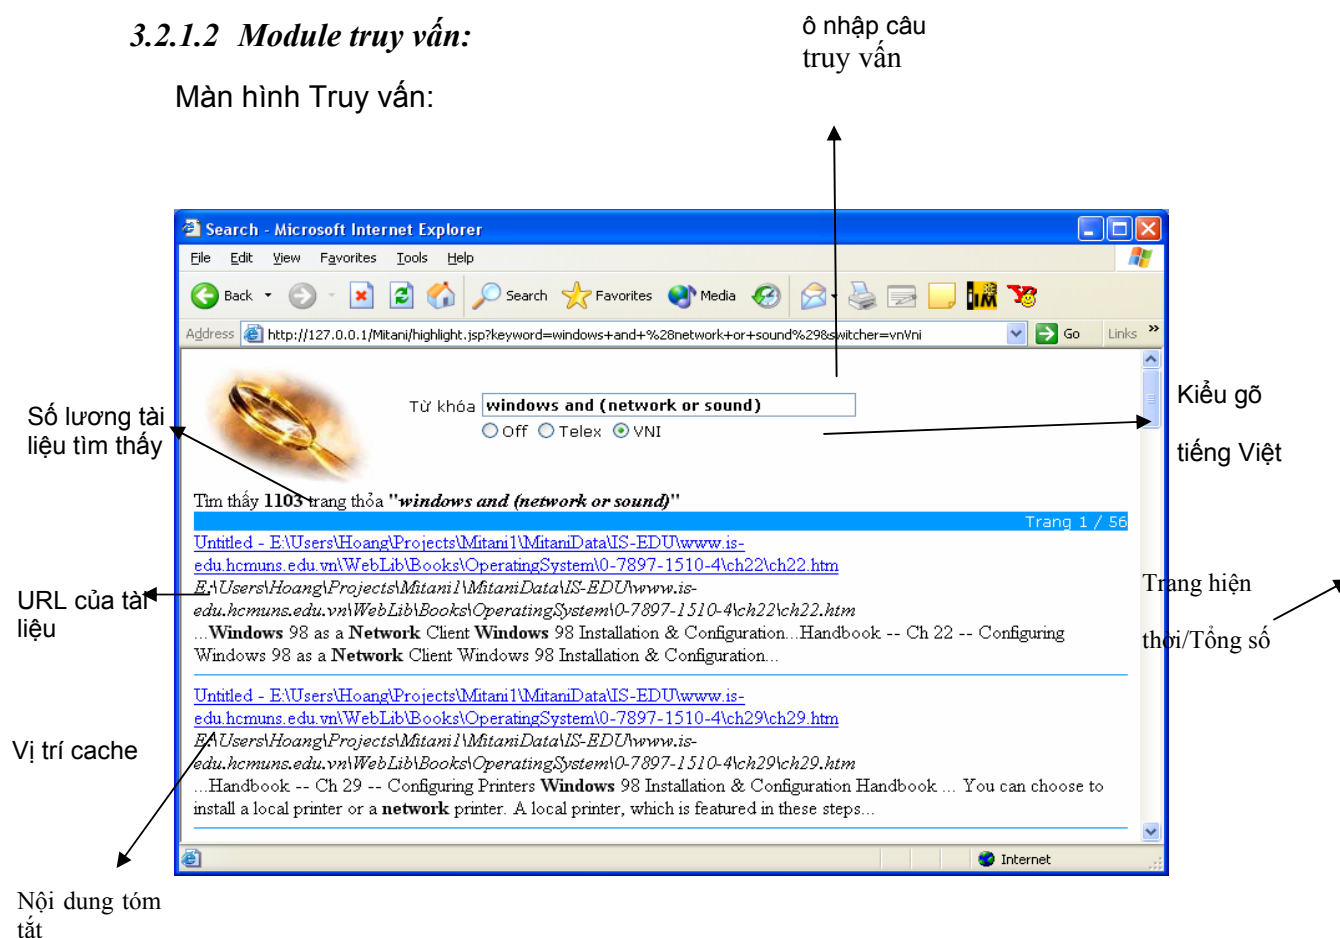 3.2.1.2 Module truy vấn:
ô nhập câu
truy vấn
Màn hình Truy vấn:
Search - Microsoft Internet Explorer
File Edit View Favorites Tools Help
Back Search Favorites Media
Address http://127.0.0.1/Mitani/highlight.jsp?keyword=windows+and+%28network+or+sound%29&switcher=vnVni Go Links »
Từ khóa windows and (network or sound)
Off Telex VNI
Kiểu gõ
tiếng Việt
Số lương tài
liệu tìm thấy
Tìm thấy 1103 trang thỏa "windows and (network or sound)"
Trang 1 / 56
Untitled - E:\Users\Hoang\Projects\Mitani1\MitaniData\IS-EDU\www.is-
edu.hcmuns.edu.vn\WebLib\Books\OperatingSystem\0-7897-1510-4\ch22\ch22.htm
E:\Users\Hoang\Projects\Mitani1\MitaniData\IS-EDU\www.is-
edu.hcmuns.edu.vn\WebLib\Books\OperatingSystem\0-7897-1510-4\ch22\ch22.htm
...Windows 98 as a Network Client Windows 98 Installation & Configuration...Handbook -- Ch 22 -- Configuring
Windows 98 as a Network Client Windows 98 Installation & Configuration...
URL của tài
liệu
Trang hiện
thời/Tổng số
Untitled - E:\Users\Hoang\Projects\Mitani1\MitaniData\IS-EDU\www.is-
edu.hcmuns.edu.vn\WebLib\Books\OperatingSystem\0-7897-1510-4\ch29\ch29.htm
E:\Users\Hoang\Projects\Mitani1\MitaniData\IS-EDU\www.is-
edu.hcmuns.edu.vn\WebLib\Books\OperatingSystem\0-7897-1510-4\ch29\ch29.htm
...Handbook -- Ch 29 -- Configuring Printers Windows 98 Installation & Configuration Handbook ... You can choose to
install a local printer or a network printer. A local printer, which is featured in these steps...
Vị trí cache
Internet
Nội dung tóm
tắt